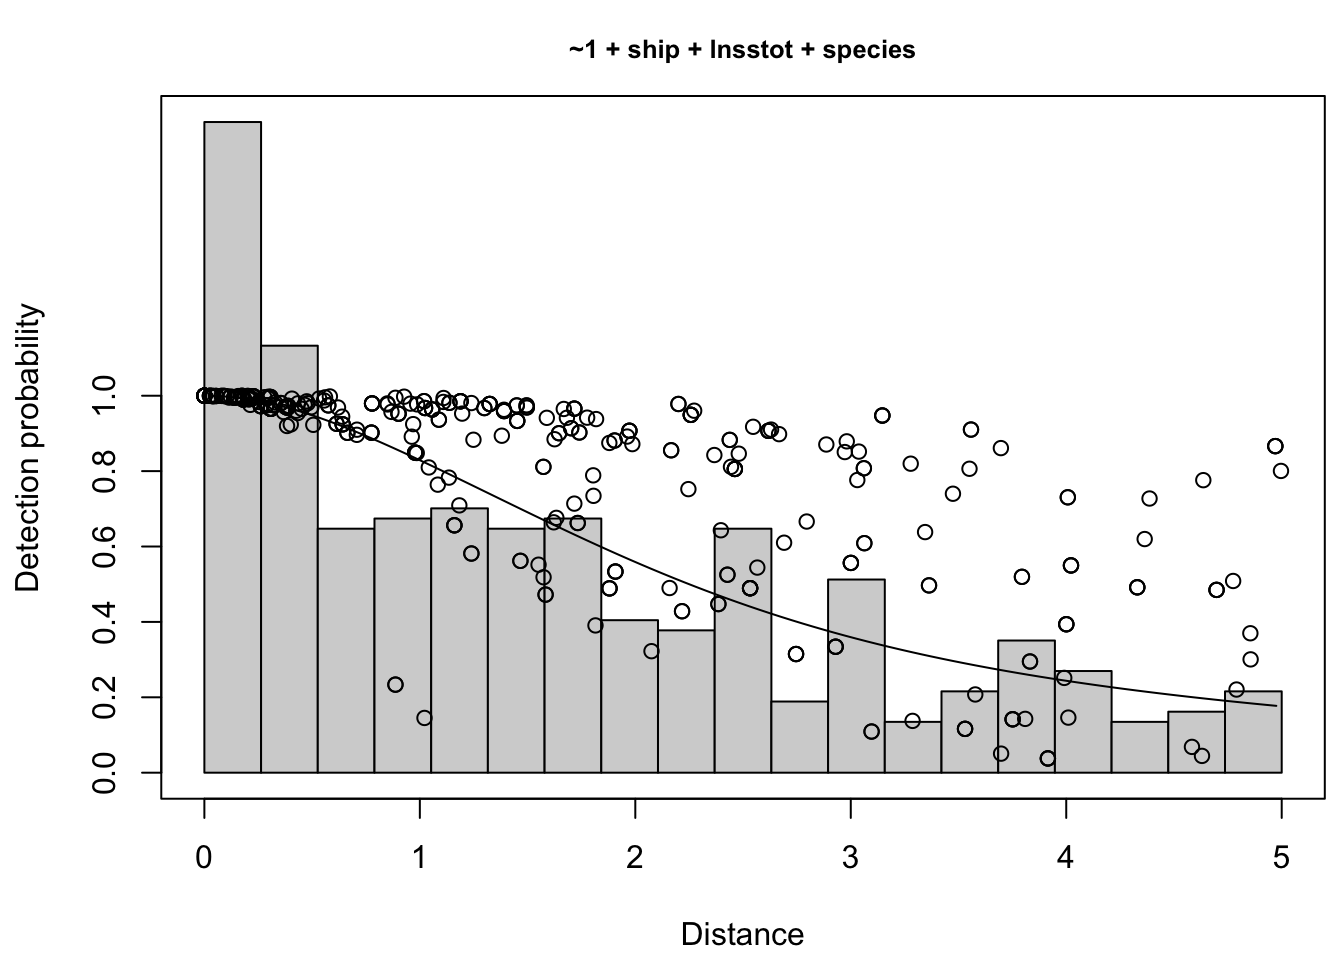 ~1 + ship + lnsstot + species
Detection probability
1.0
0.8
0.6
0.4
0.2
0.0
0 1 2 3 4 5
Distance